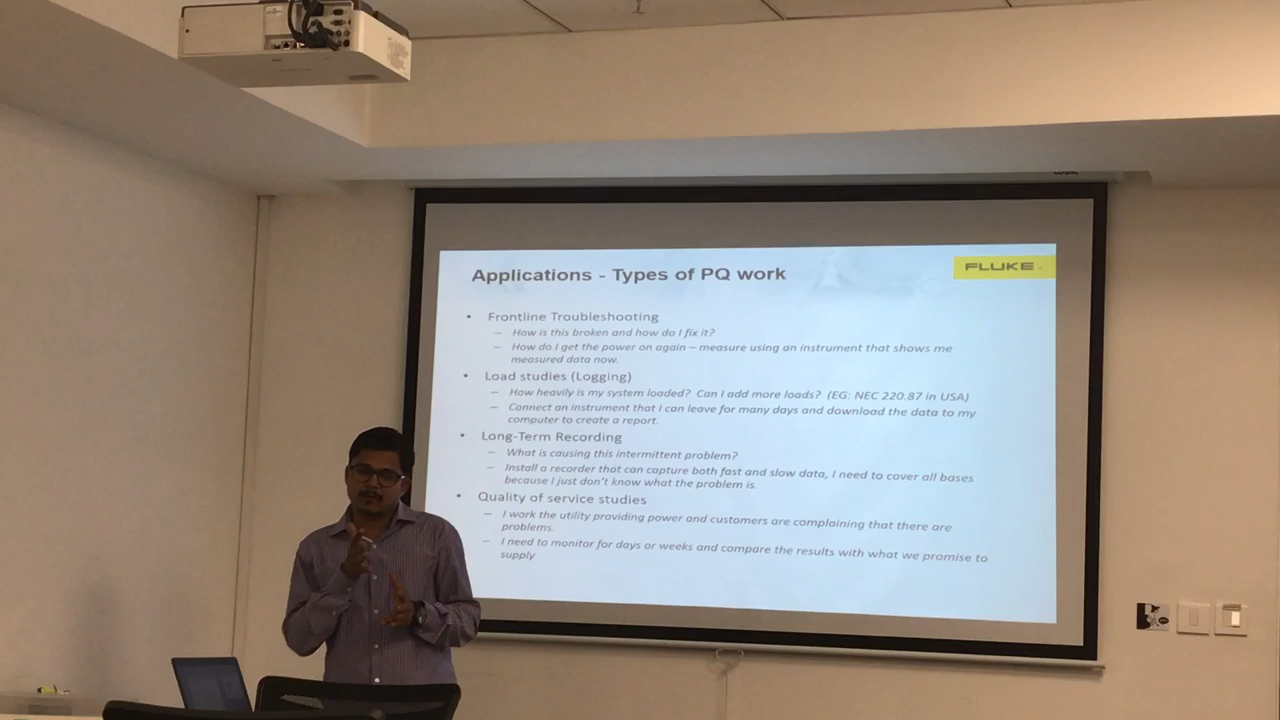 Applications - Types of PQ work
FLUKE
• Frontline Troubleshooting
– How is this broken and how do I fix it?
– How do I get the power on again – measure using an instrument that shows me
measured data now.
• Load studies (Logging)
– How heavily is my system loaded? Can I add more loads? (EG: NEC 220.87 in USA)
– Connect an instrument that I can leave for many days and download the data to my
computer to create a report.
• Long-Term Recording
– What is causing this intermittent problem?
– Install a recorder that can capture both fast and slow data, I need to cover all bases
because I just don't know what the problem is.
• Quality of service studies
– I work the utility providing power and customers are complaining that there are
problems.
– I need to monitor for days or weeks and compare the results with what we promise to
supply